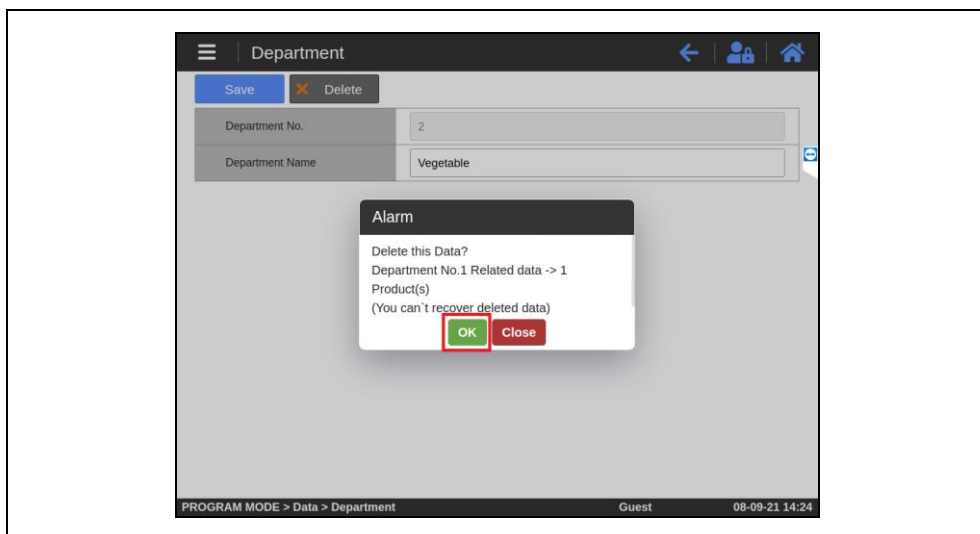 Department
Save
Delete
Department No.
2
Department Name
Vegetable
Alarm
Delete this Data?
Department No.1 Related data -> 1
Product(s)
(You can`t recover deleted data)
OK Close
PROGRAM MODE > Data > Department Guest 08-09-21 14:24